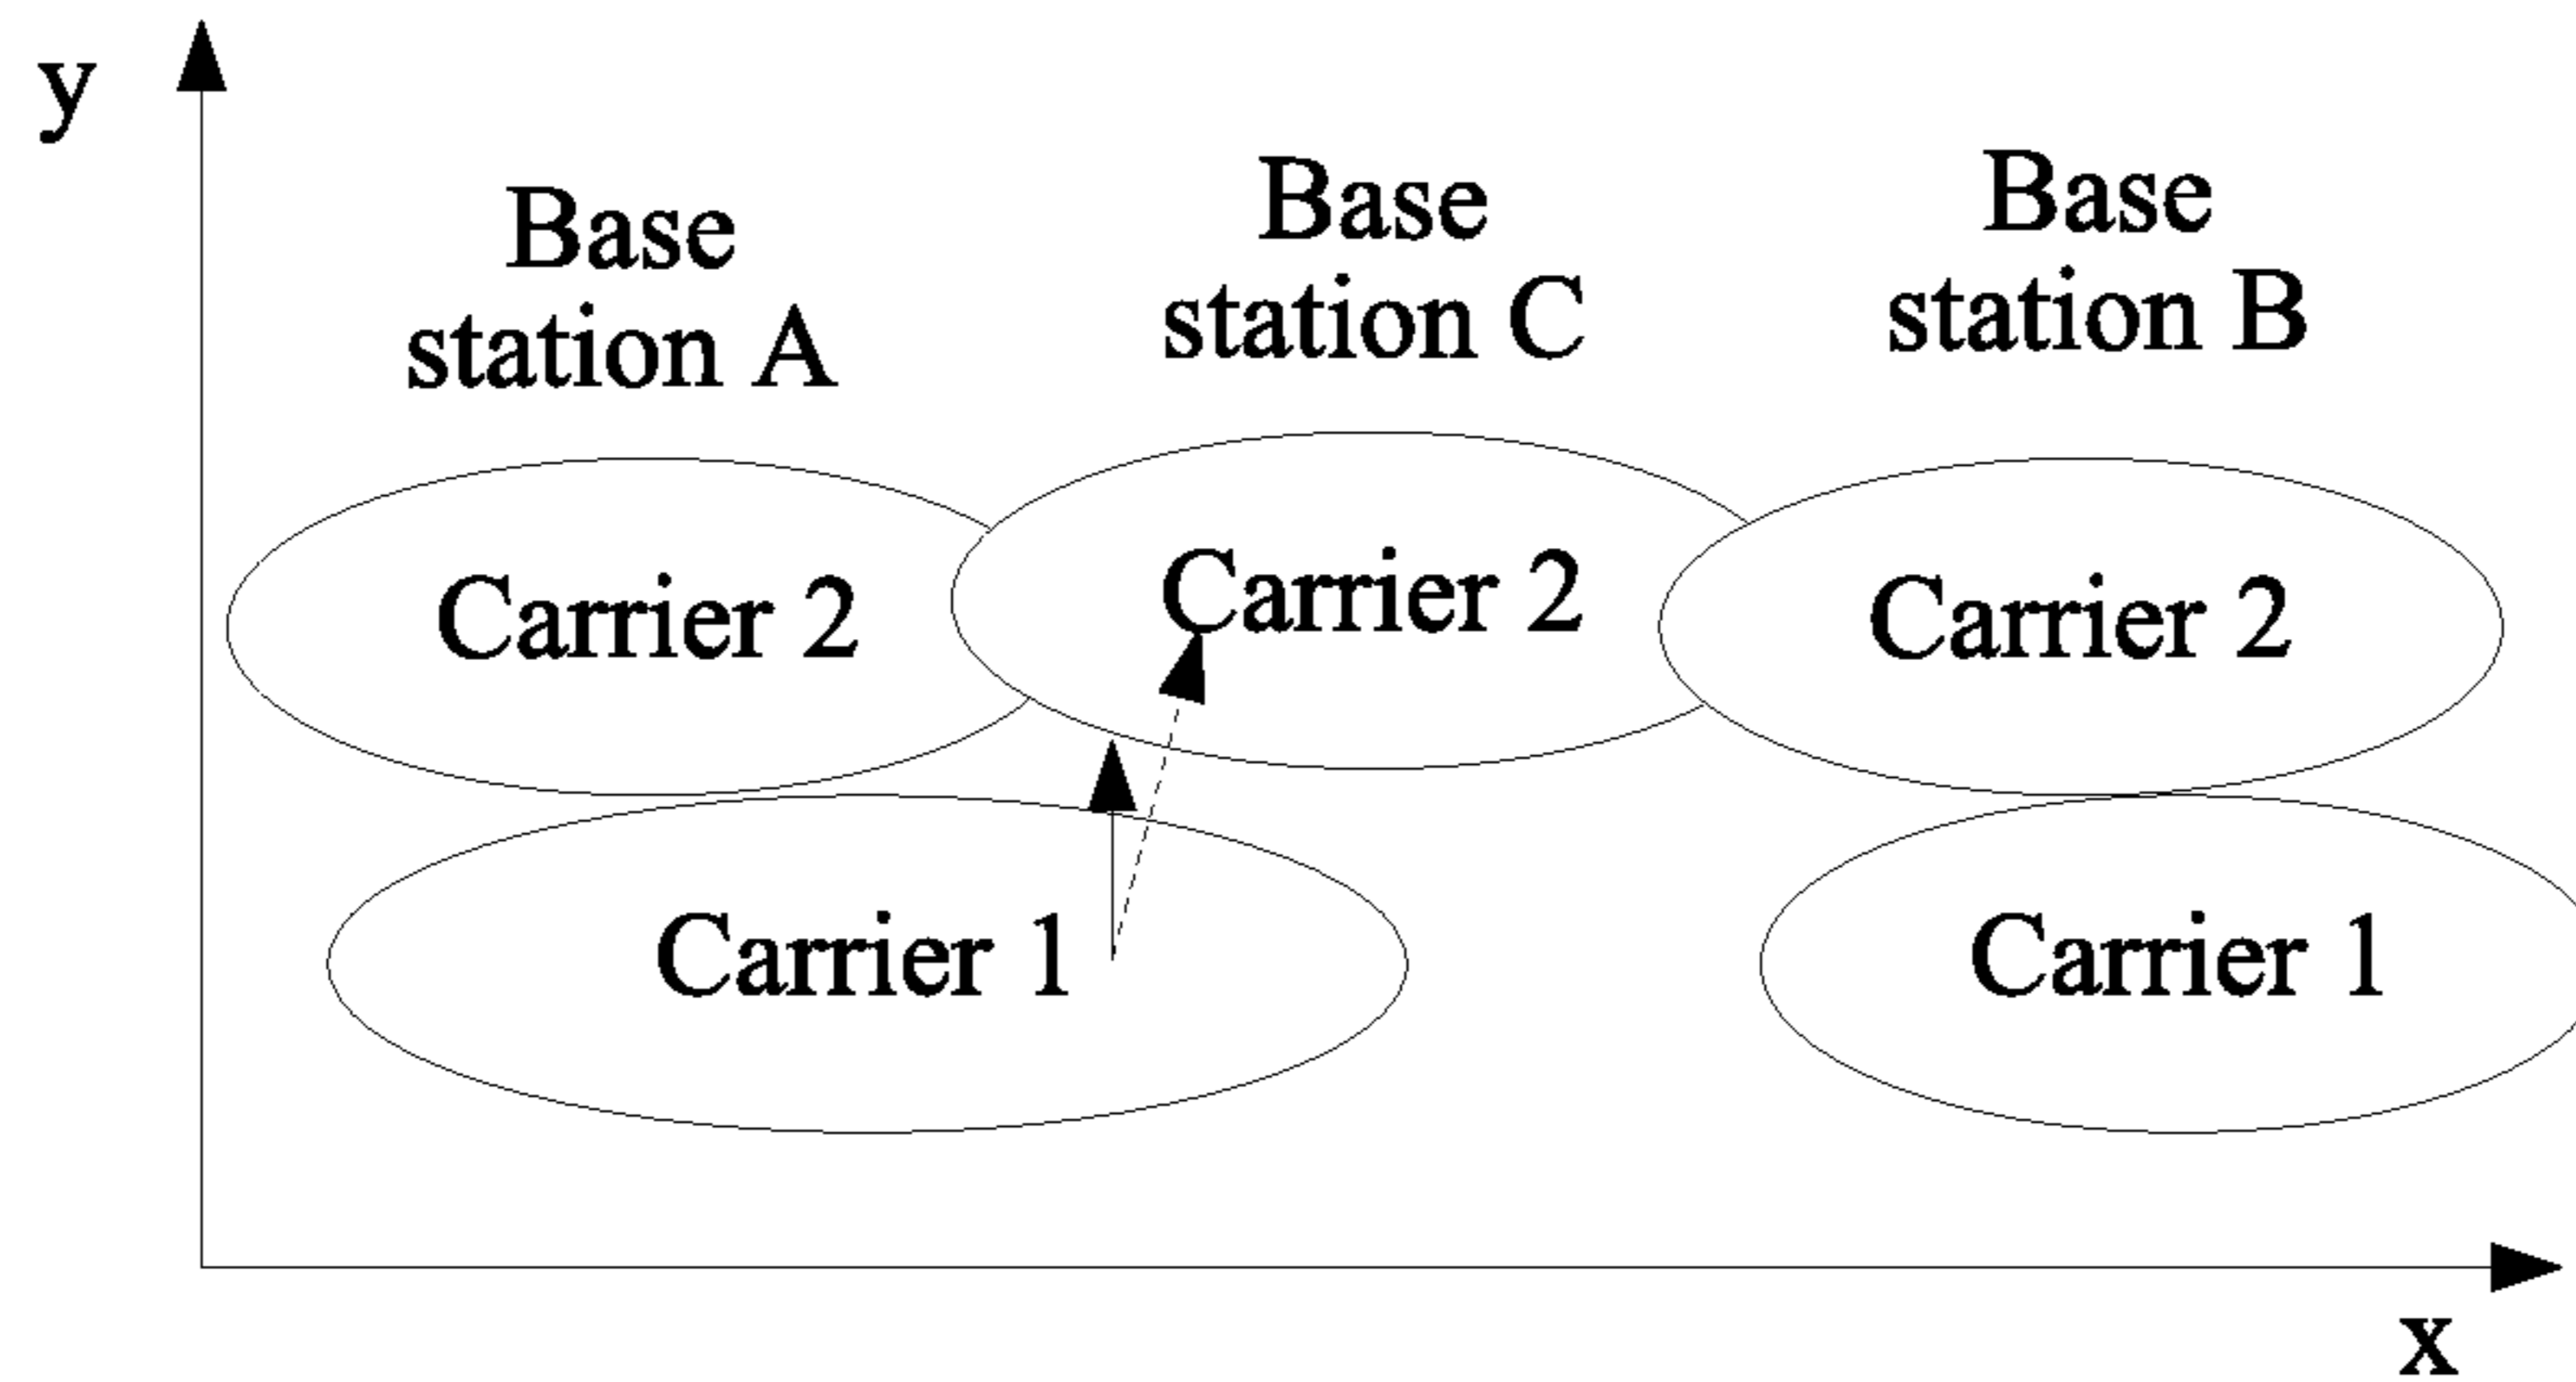 y
Base
station A
Base
station C
Base
station B
Carrier 2
Carrier 2
Carrier 2
Carrier 1
Carrier 1
x